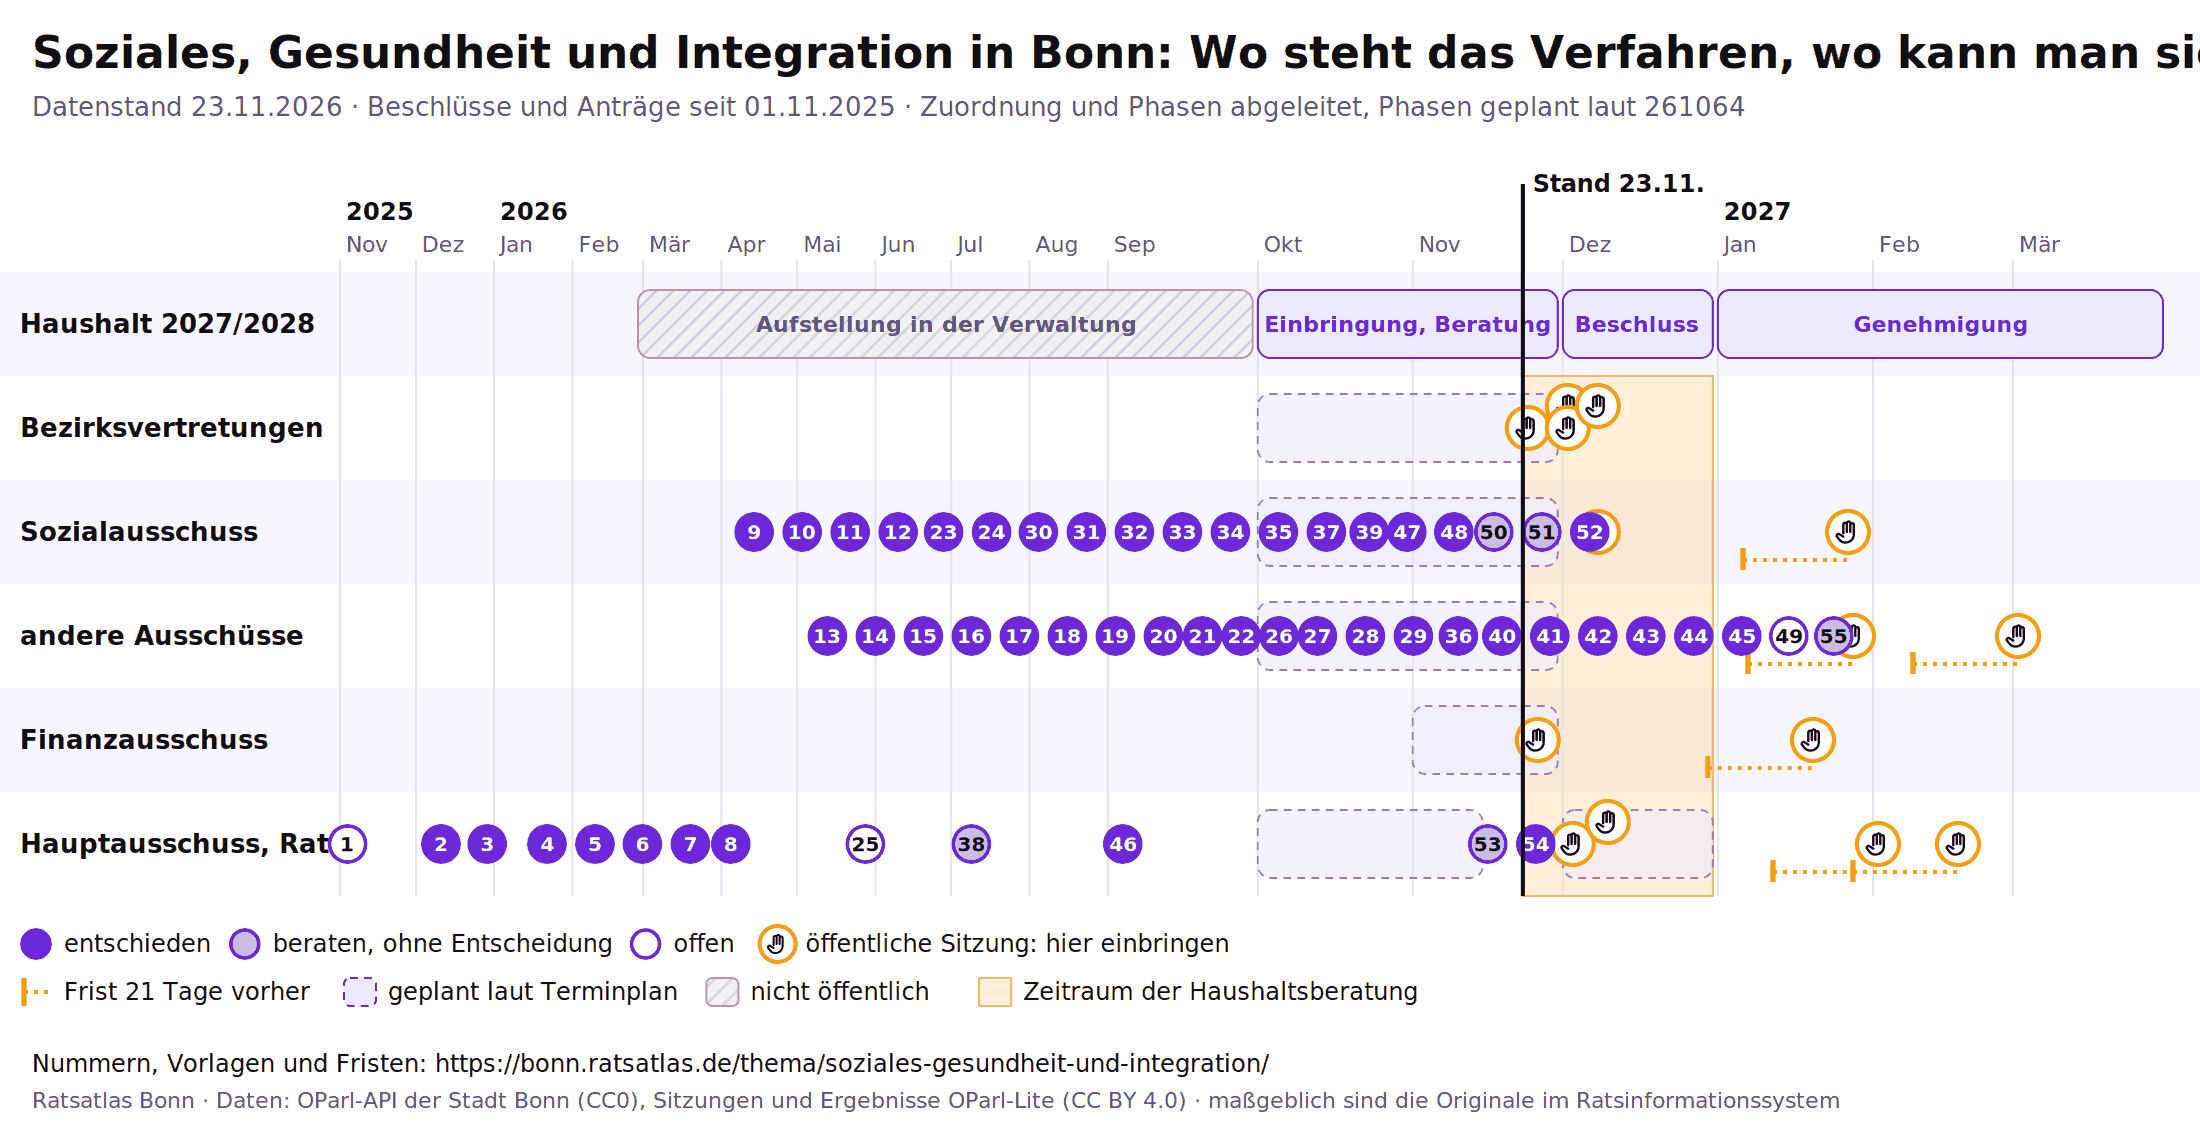 Soziales, Gesundheit und Integration in Bonn: Wo steht das Verfahren, wo kann man
Datenstand 23.11.2026 · Beschlüsse und Anträge seit 01.11.2025 · Zuordnung und Phasen abgeleitet, Phasen geplant laut 261064
Stand 23.11.
2025 2026 2027
Nov Dez Jan Feb Mär Apr Mai Jun Jul Aug Sep Okt Nov Dez Jan Feb Mär
Haushalt 2027/2028 Aufstellung in der Verwaltung Einbringung, Beratung Beschluss Genehmigung
Bezirksvertretungen
Sozialausschuss 9 10 11 12 23 24 30 31 32 33 34 35 37 39 47 48 50 51 52
andere Ausschüsse 13 14 15 16 17 18 19 20 21 22 26 27 28 29 36 40 41 42 43 44 45 49 55
Finanzausschuss
Hauptausschuss, Rat 1 2 3 4 5 6 7 8 25 38 46 53 54
entschieden beraten, ohne Entscheidung offen öffentliche Sitzung: hier einbringen
Frist 21 Tage vorher geplant laut Terminplan nicht öffentlich Zeitraum der Haushaltsberatung
Nummern, Vorlagen und Fristen: https://bonn.ratsatlas.de/thema/soziales-gesundheit-und-integration/
Ratsatlas Bonn · Daten: OParl-API der Stadt Bonn (CC0), Sitzungen und Ergebnisse OParl-Lite (CC BY 4.0) · maßgeblich sind die Originale im Ratsinformationssystem